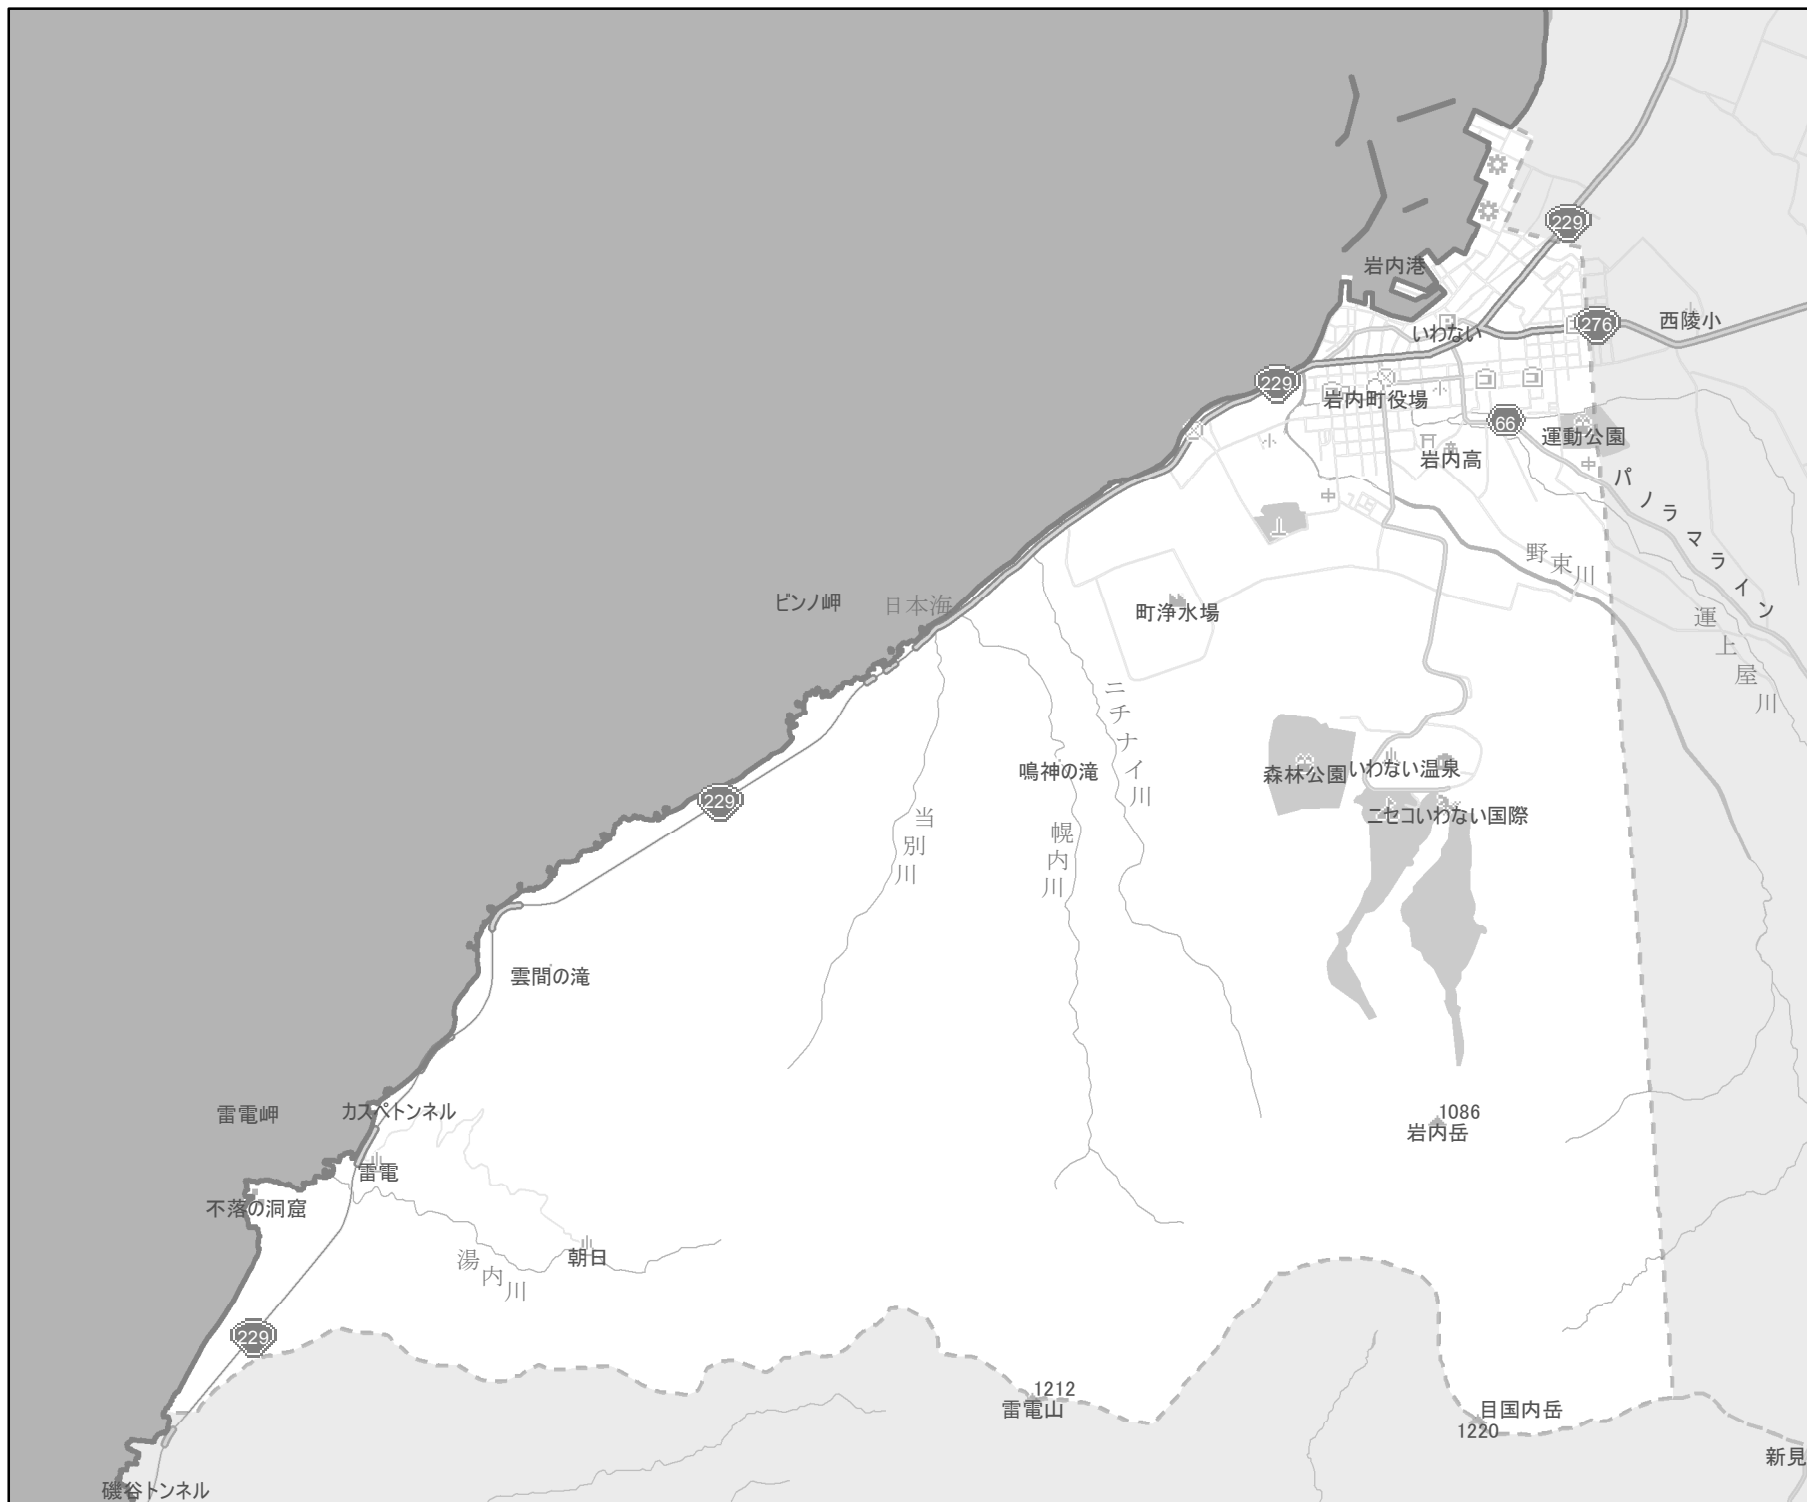 229
岩内港
276
西陵小
いわない
229
岩内町役場
66
運動公園
岩内高
パノラマライン
野束川
ビンノ岬
日本海
町浄水場
運上屋川
ニチナイ川
鳴神の滝
森林公園
いわない温泉
229
ニセコいわない国際
当別川
幌内川
雲間の滝
雷電岬
カスペトンネル
1086
岩内岳
雷電
不落の洞窟
湯内川
朝日
229
1212
雷電山
目国内岳
1220
新見
磯谷トンネル